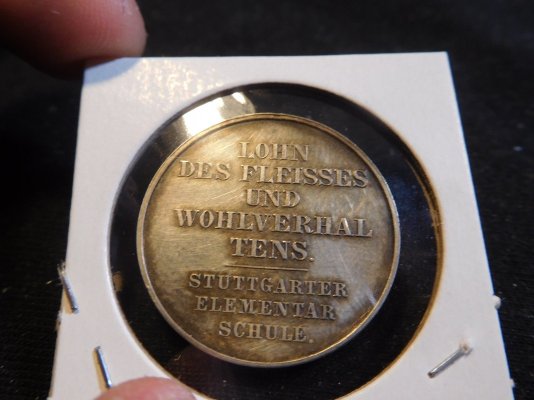 LOHN
DES FLEISSES
UND
WOHLVERHAL
TENS.
STUTTGARTER
ELEMENTAR
SCHULE.